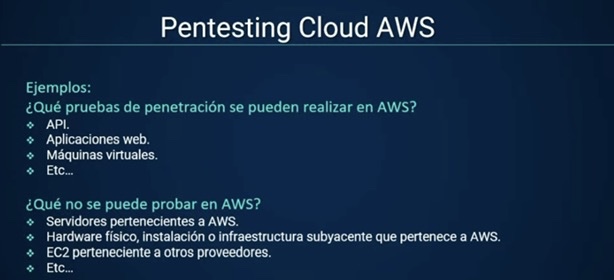 Pentesting Cloud AWS
Ejemplos:
¿Qué pruebas de penetración se pueden realizar en AWS?
❖ API.
❖ Aplicaciones web.
❖ Máquinas virtuales.
❖ Etc...
¿Qué no se puede probar en AWS?
❖ Servidores pertenecientes a AWS.
❖ Hardware físico, instalación o infraestructura subyacente que pertenece a AWS.
❖ EC2 perteneciente a otros proveedores.
❖ Etc...